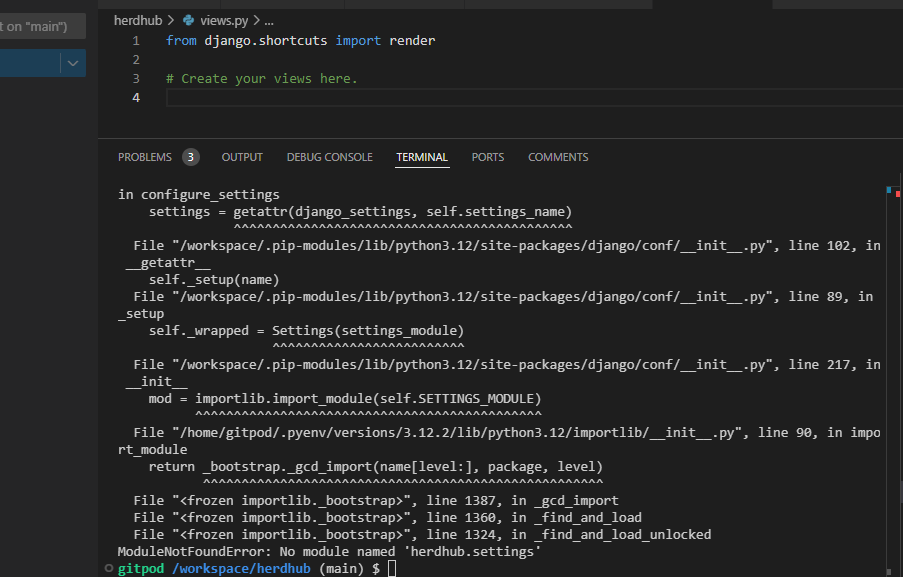 t on "main")
herdhub > views.py > ...
1 from django.shortcuts import render
2
3 # Create your views here.
4
PROBLEMS 3 OUTPUT DEBUG CONSOLE TERMINAL PORTS COMMENTS
in configure_settings
    settings = getattr(django_settings, self.settings_name)
               ^^^^^^^^^^^^^^^^^^^^^^^^^^^^^^^^^^^^^^^^^^^^
  File "/workspace/.pip-modules/lib/python3.12/site-packages/django/conf/__init__.py", line 102, in
 __getattr__
    self._setup(name)
  File "/workspace/.pip-modules/lib/python3.12/site-packages/django/conf/__init__.py", line 89, in
_setup
    self._wrapped = Settings(settings_module)
                    ^^^^^^^^^^^^^^^^^^^^^^^^^
  File "/workspace/.pip-modules/lib/python3.12/site-packages/django/conf/__init__.py", line 217, in
 __init__
    mod = importlib.import_module(self.SETTINGS_MODULE)
          ^^^^^^^^^^^^^^^^^^^^^^^^^^^^^^^^^^^^^^^^^^^^^
  File "/home/gitpod/.pyenv/versions/3.12.2/lib/python3.12/importlib/__init__.py", line 90, in impo
rt_module
    return _bootstrap._gcd_import(name[level:], package, level)
           ^^^^^^^^^^^^^^^^^^^^^^^^^^^^^^^^^^^^^^^^^^^^^^^^^^^^
  File "<frozen importlib._bootstrap>", line 1387, in _gcd_import
  File "<frozen importlib._bootstrap>", line 1360, in _find_and_load
  File "<frozen importlib._bootstrap>", line 1324, in _find_and_load_unlocked
ModuleNotFoundError: No module named 'herdhub.settings'
gitpod /workspace/herdhub (main) $